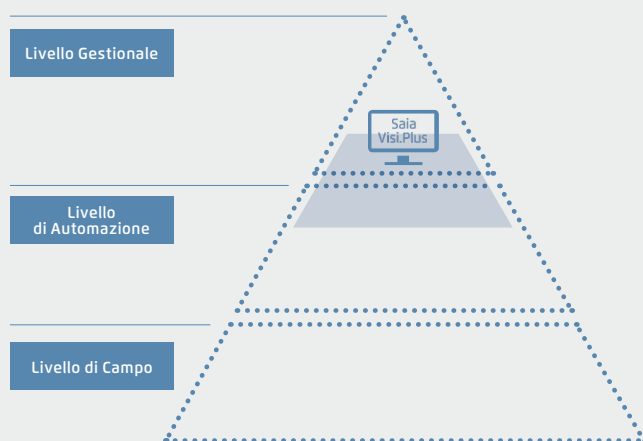 Livello Gestionale
Saia
Visi.Plus
Livello
di Automazione
Livello di Campo